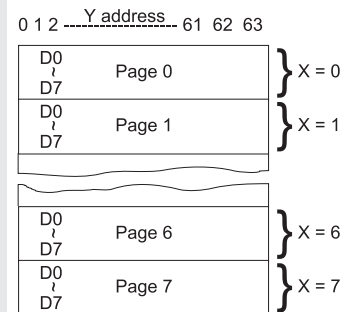 Y address
0 1 2 ---------------- 61 62 63
D0
~
D7
Page 0
X = 0
D0
~
D7
Page 1
X = 1
D0
~
D7
Page 6
X = 6
D0
~
D7
Page 7
X = 7